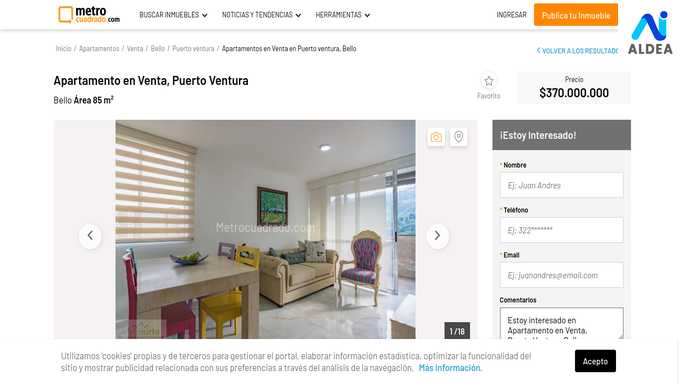 metro
cuadrado.com
BUSCAR INMUEBLES
NOTICIAS Y TENDENCIAS
HERRAMIENTAS
INGRESAR
Publica tu Inmueble
ALDEA
Inicio / Apartamentos / Venta / Bello / Puerto ventura / Apartamentos en Venta en Puerto ventura, Bello
VOLVER A LOS RESULTAD
Apartamento en Venta, Puerto Ventura
Bello Área 85 m²
Favorito
Precio
$370.000.000
Metrocuadrado.com
1 / 18
¡Estoy Interesado!
* Nombre
Ej: Juan Andres
* Teléfono
Ej: 322*******
* Email
Ej: juanandres@email.com
Comentarios
Estoy interesado en
Apartamento en Venta,
Utilizamos 'cookies' propias y de terceros para gestionar el portal, elaborar información estadística, optimizar la funcionalidad del
sitio y mostrar publicidad relacionada con sus preferencias a través del análisis de la navegación. Más Información.
Acepto